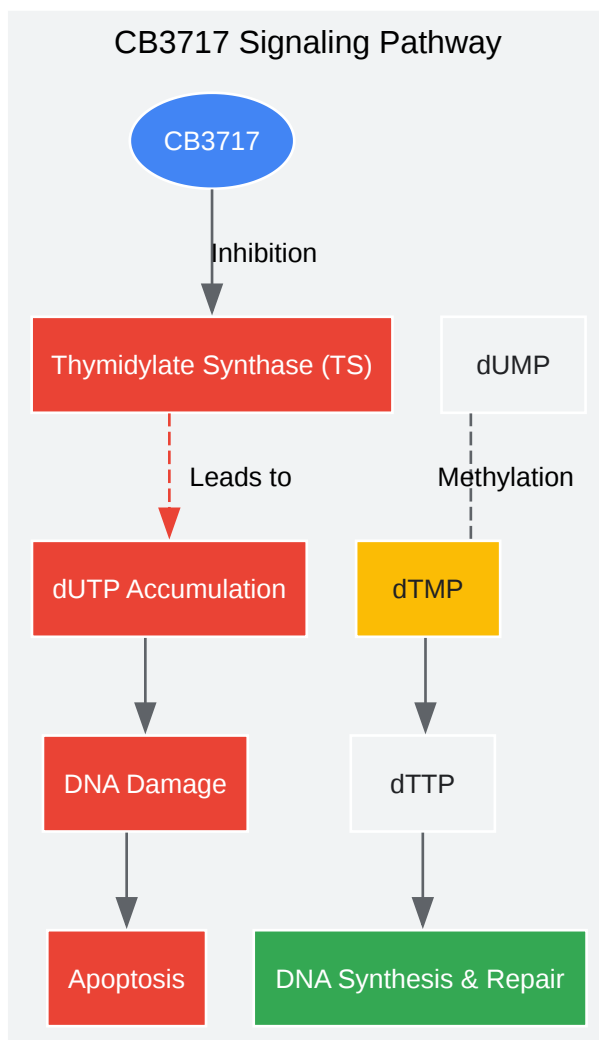 CB3717 Signaling Pathway
CB3717
Inhibition
Thymidylate Synthase (TS)
dUMP
Leads to
Methylation
dUTP Accumulation
dTMP
DNA Damage
dTTP
Apoptosis
DNA Synthesis & Repair